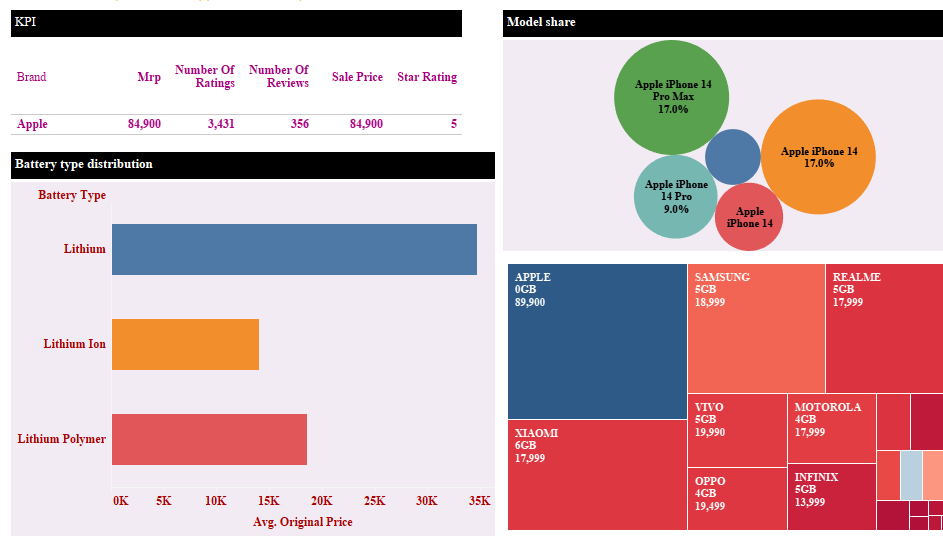 KPI
Brand
Mrp
Number Of
Ratings
Number Of
Reviews
Sale Price
Star Rating
Apple
84,900
3,431
356
84,900
5
Battery type distribution
Battery Type
Lithium
Lithium Ion
Lithium Polymer
0K
5K
10K
15K
20K
25K
30K
35K
Avg. Original Price
Model share
Apple iPhone 14
Pro Max
17.0%
Apple iPhone 14
17.0%
Apple iPhone
14 Pro
9.0%
Apple
iPhone 14
APPLE
0GB
89,900
SAMSUNG
5GB
18,999
REALME
5GB
17,999
XIAOMI
6GB
17,999
VIVO
5GB
19,990
MOTOROLA
4GB
17,999
OPPO
4GB
19,499
INFINIX
5GB
13,999